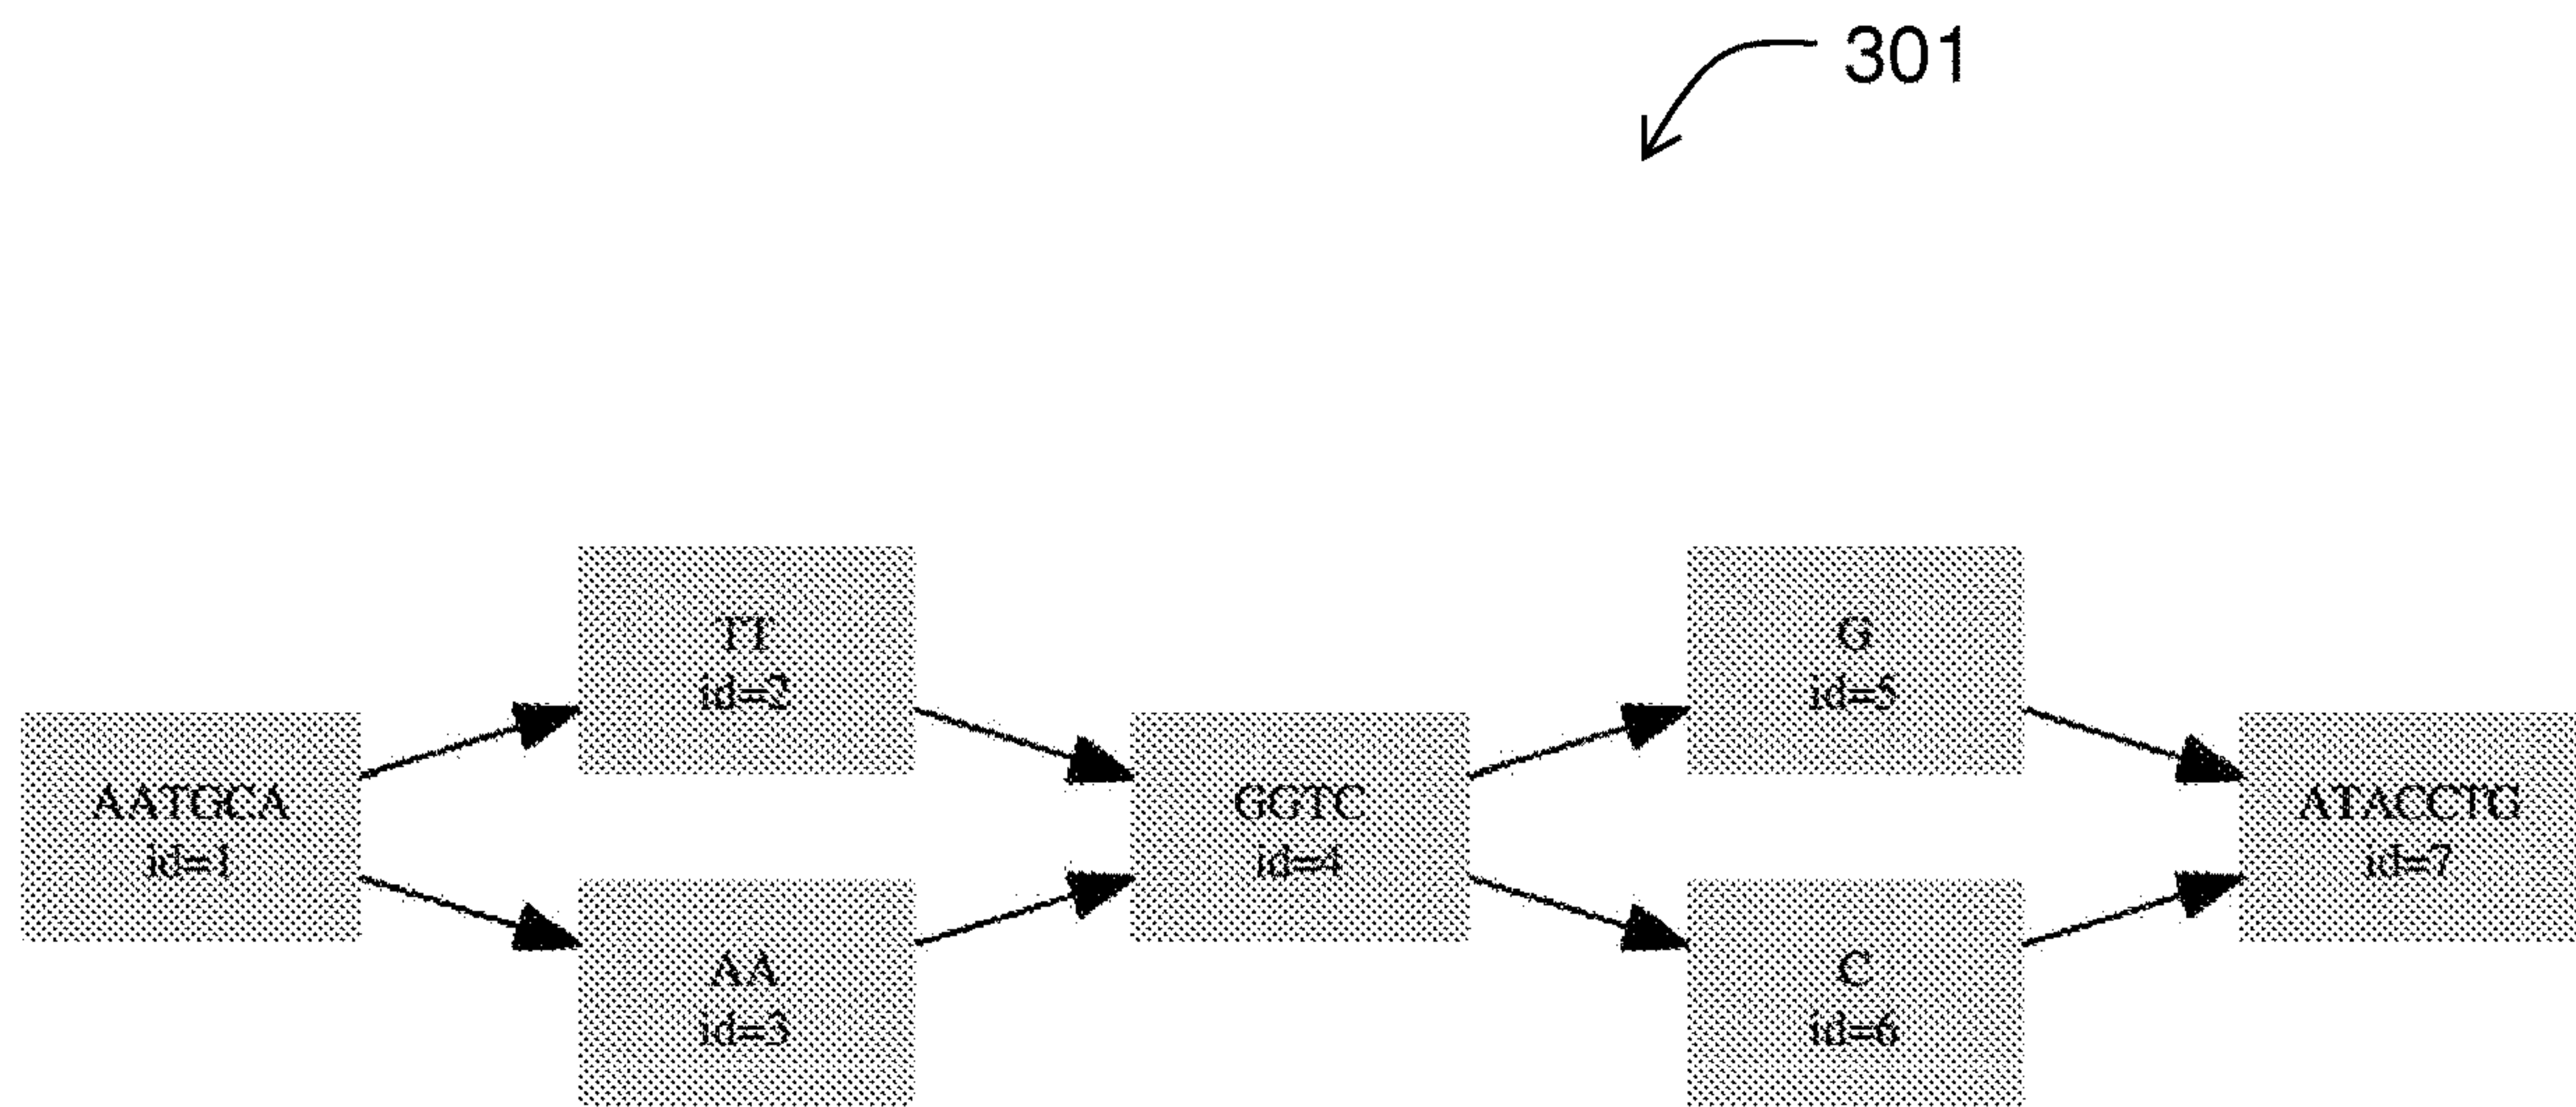 301
TT
id=2
G
id=5
AATGCA
id=1
GGTC
id=4
ATACCTG
id=7
AA
id=3
C
id=6